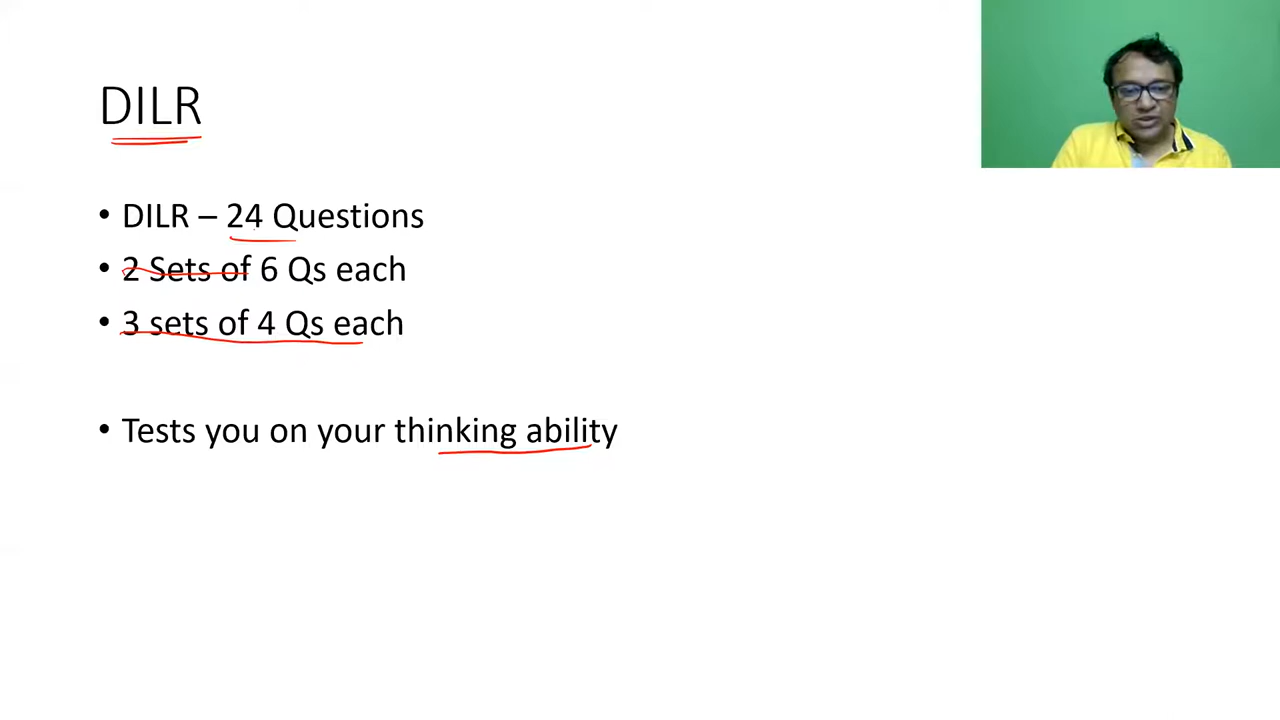 DILR
• DILR – 24 Questions
• 2 Sets of 6 Qs each
• 3 sets of 4 Qs each
• Tests you on your thinking ability